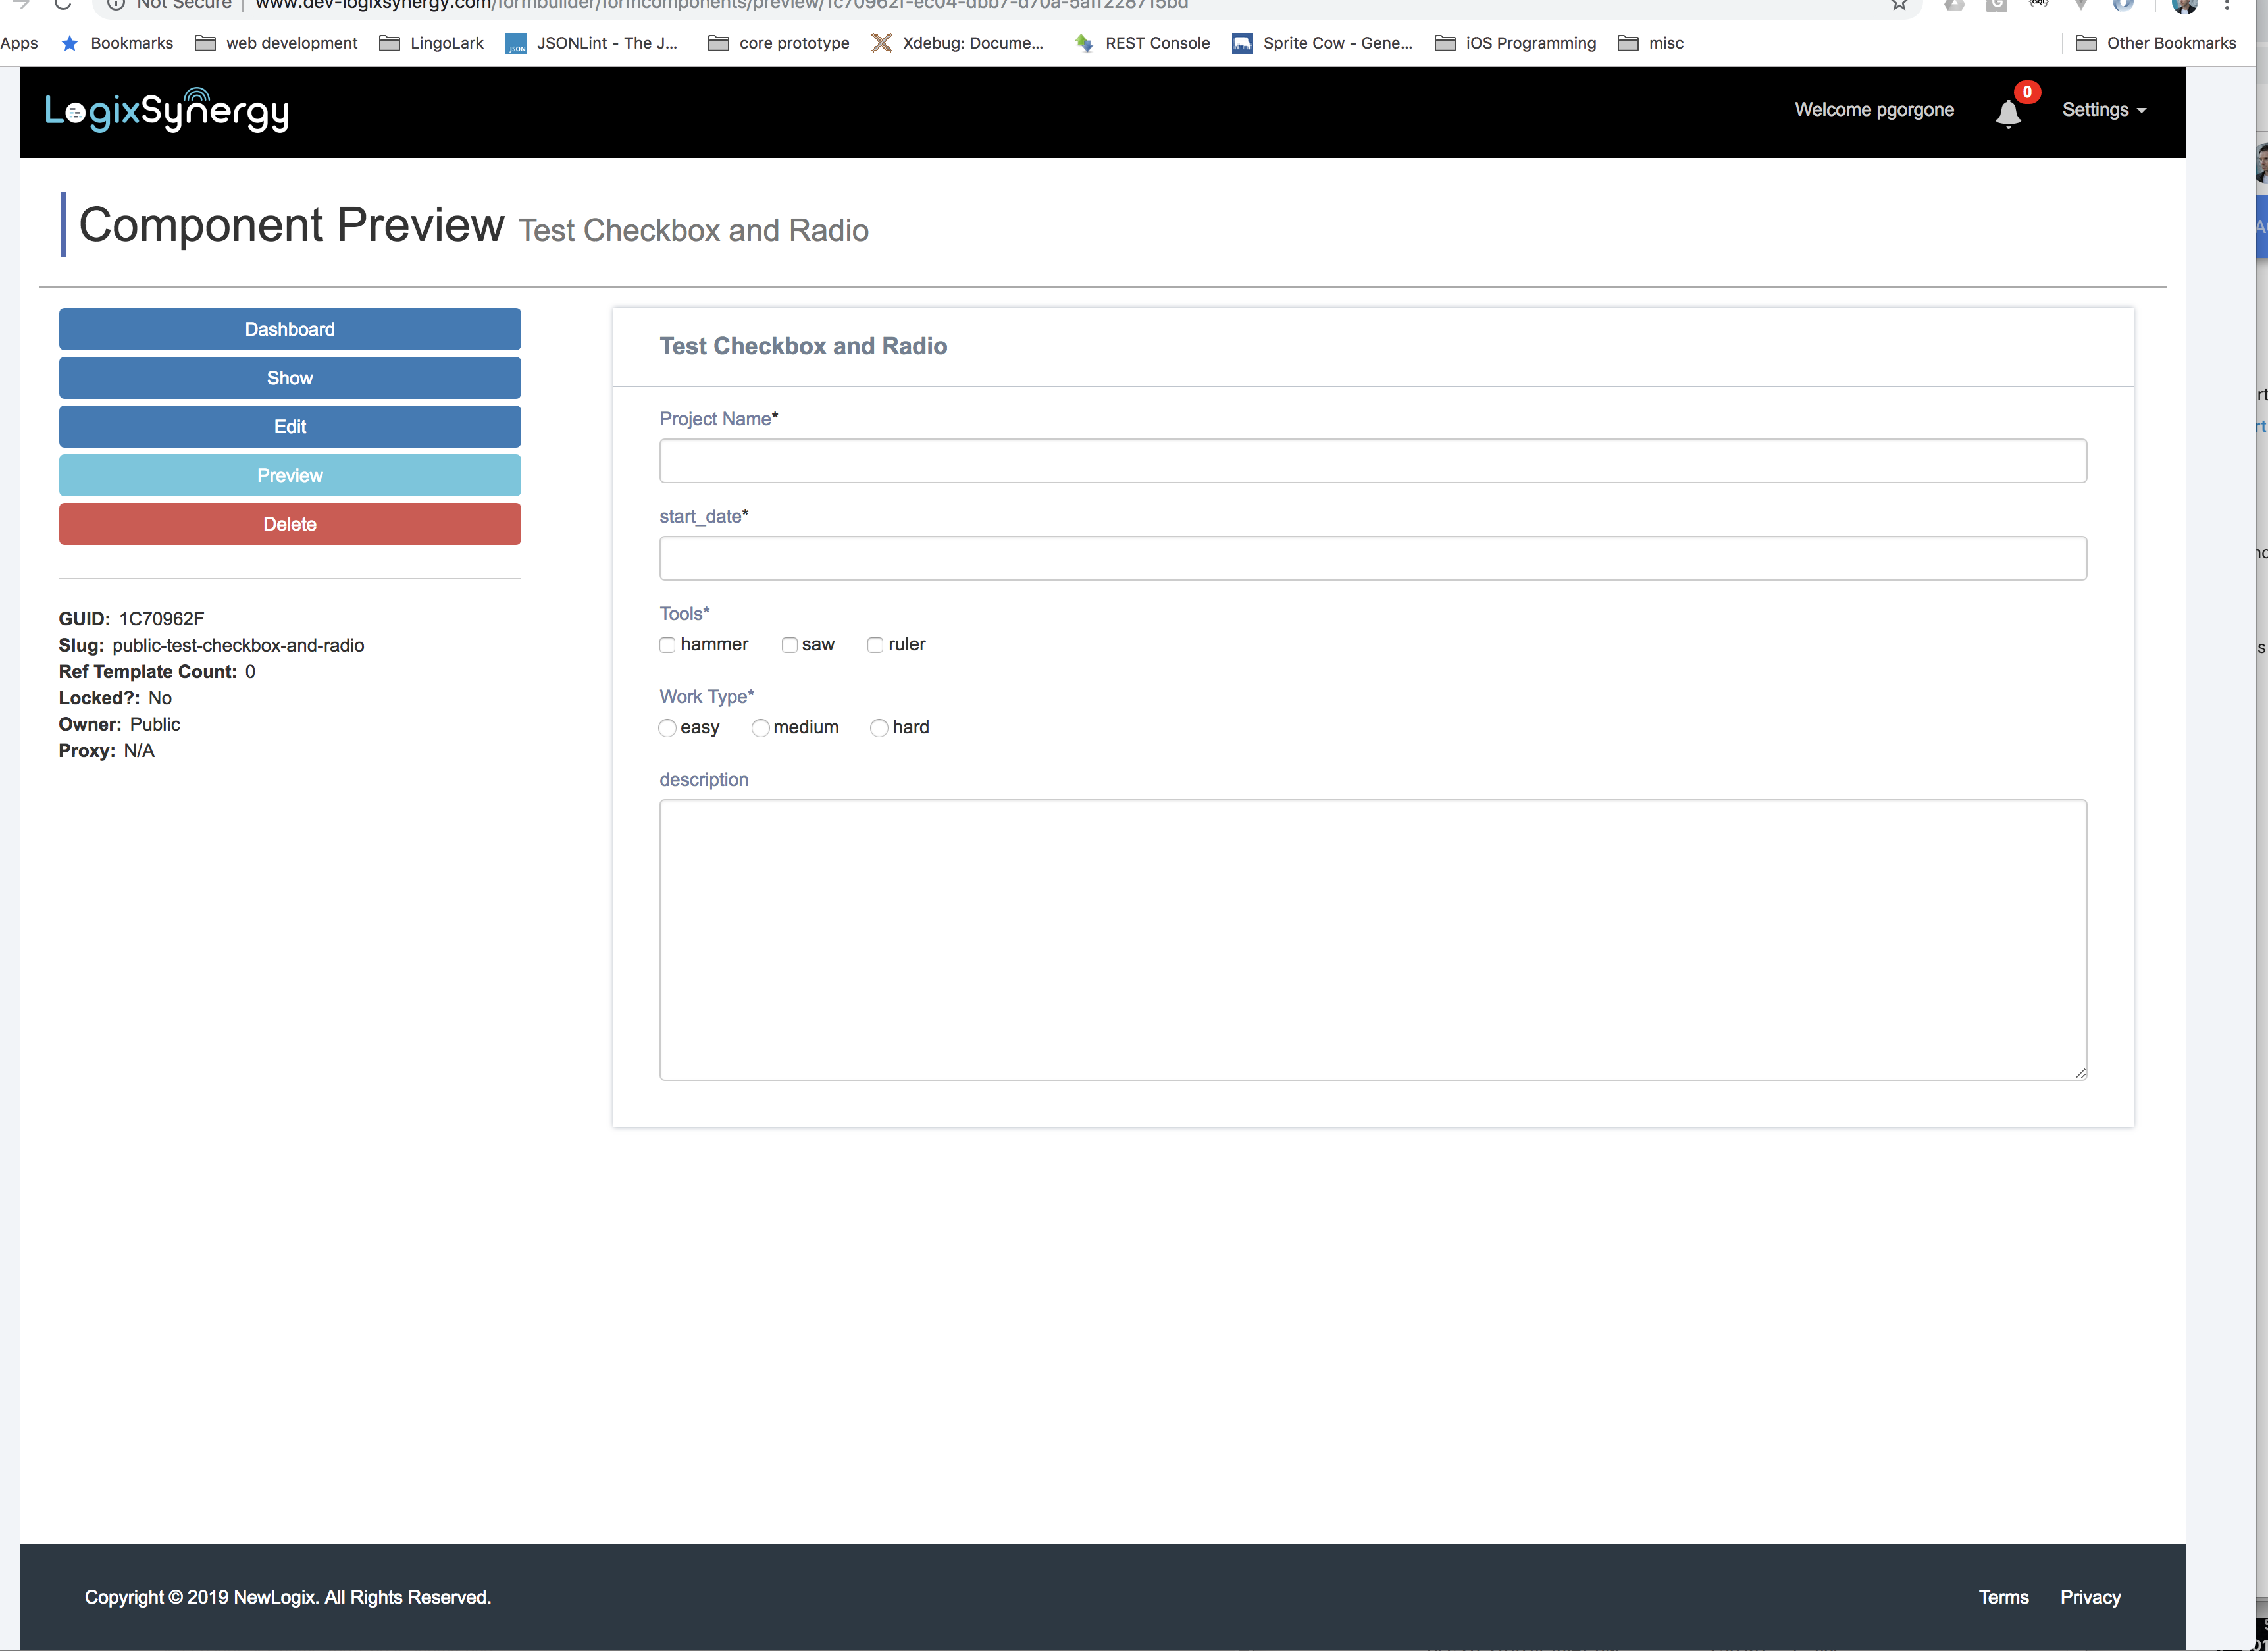 Not Secure | www.dev-logixsynergy.com/formbuilder/formcomponents/preview/1c70962f-ec04-dbb7-d70a-5af1228715bd
Apps Bookmarks web development LingoLark JSONLint - The J... core prototype Xdebug: Docume... REST Console Sprite Cow - Gene... iOS Programming misc Other Bookmarks
LogixSynergy Welcome pgorgone 0 Settings
Component Preview Test Checkbox and Radio
Dashboard
Show
Edit
Preview
Delete
GUID: 1C70962F
Slug: public-test-checkbox-and-radio
Ref Template Count: 0
Locked?: No
Owner: Public
Proxy: N/A
Test Checkbox and Radio
Project Name*
start_date*
Tools*
hammer saw ruler
Work Type*
easy medium hard
description
Copyright © 2019 NewLogix. All Rights Reserved. Terms Privacy